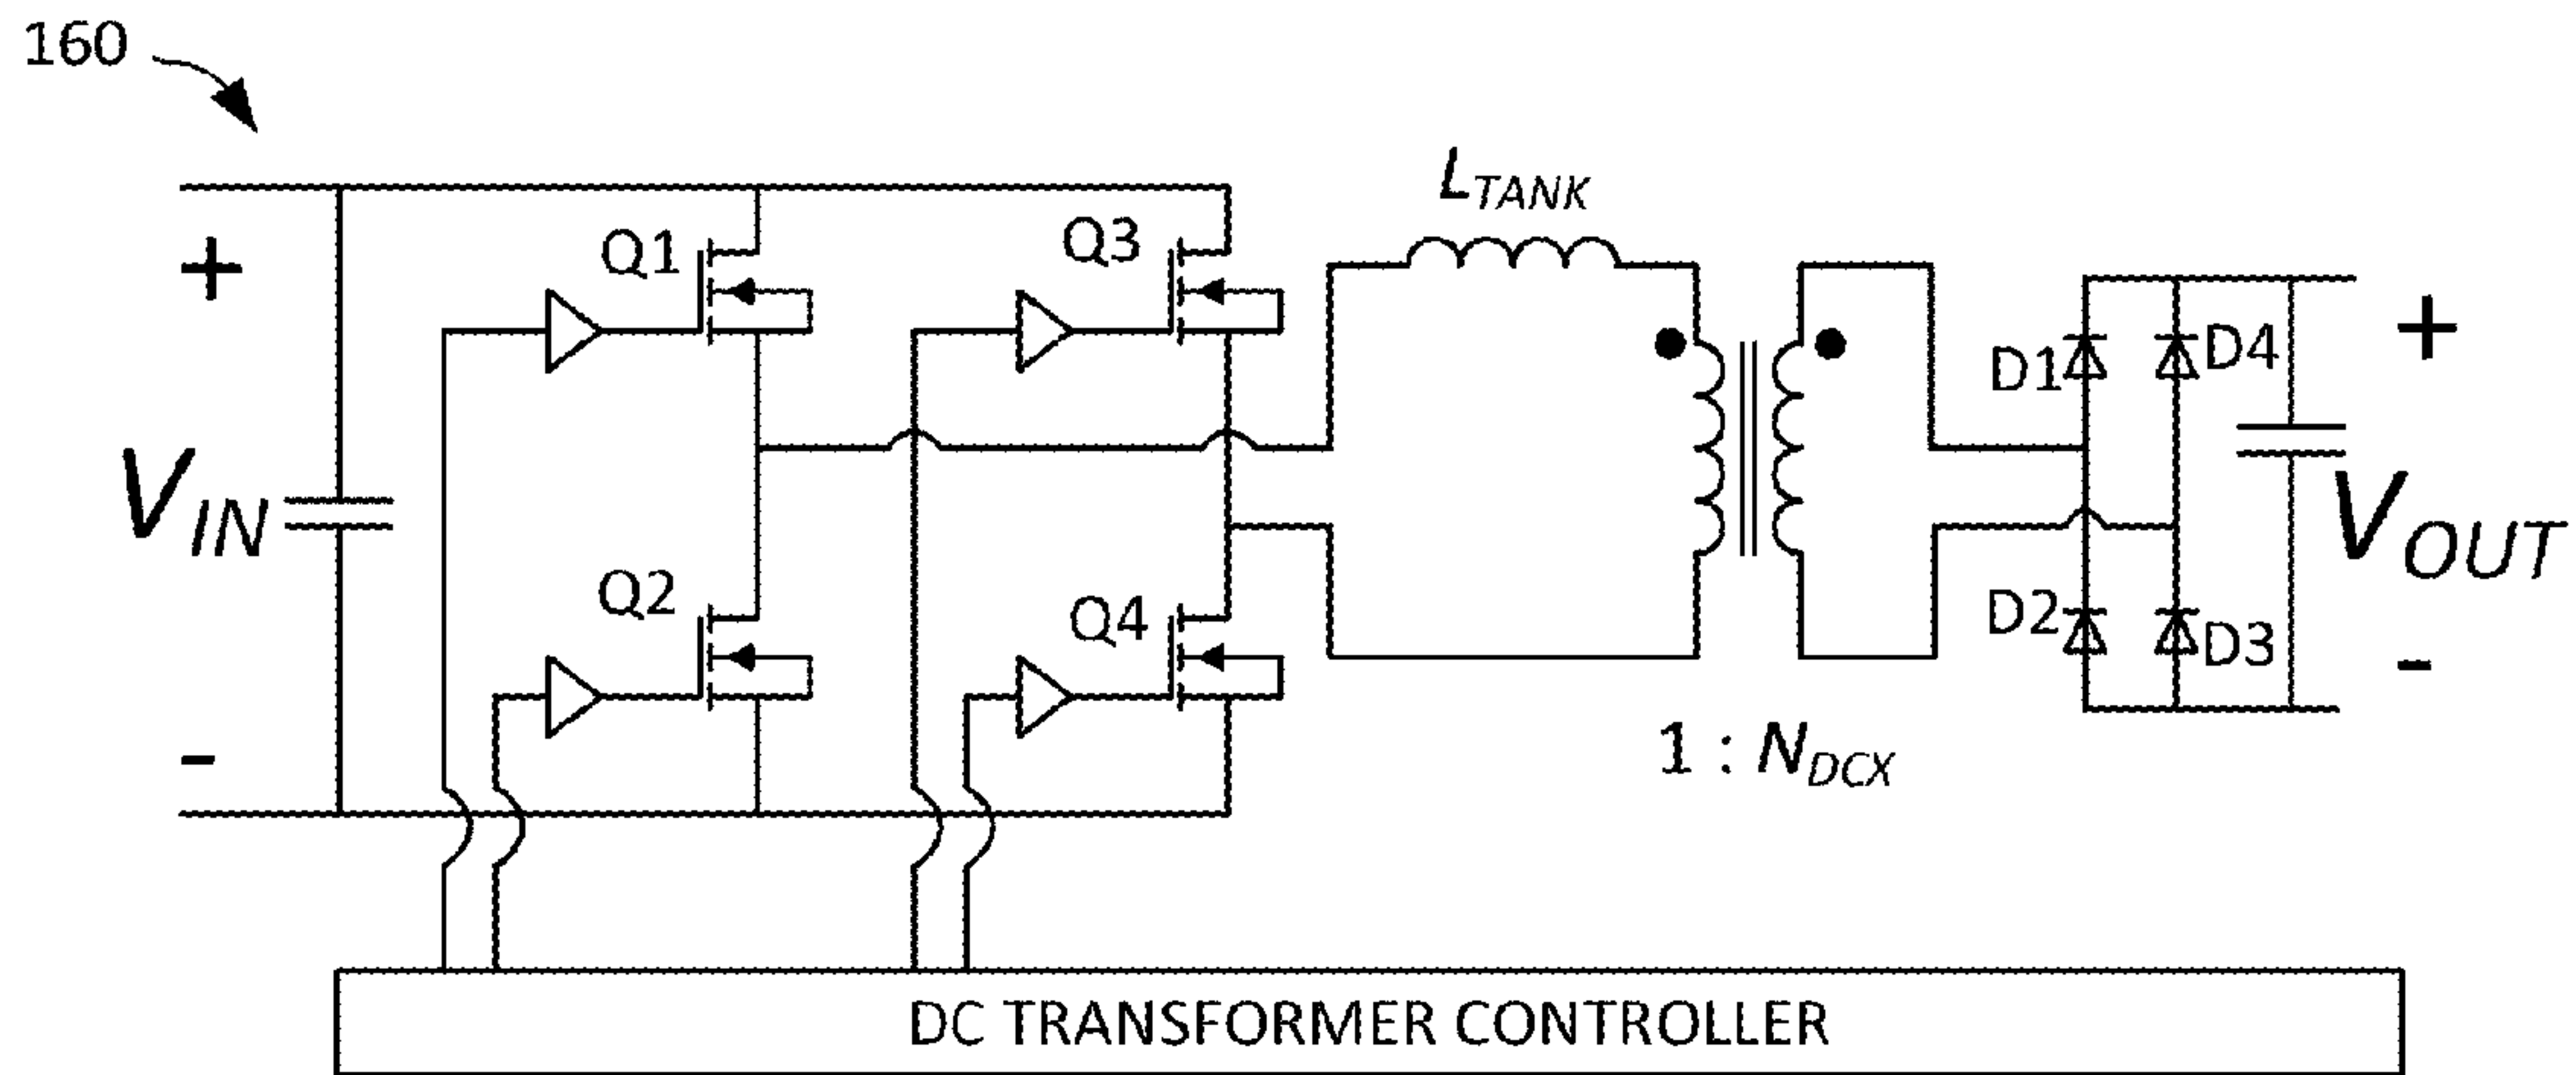 160
L_TANK
+
Q1
Q3
+
D1
D4
V_IN
V_OUT
Q2
Q4
D2
D3
-
-
1 : N_DCX
DC TRANSFORMER CONTROLLER